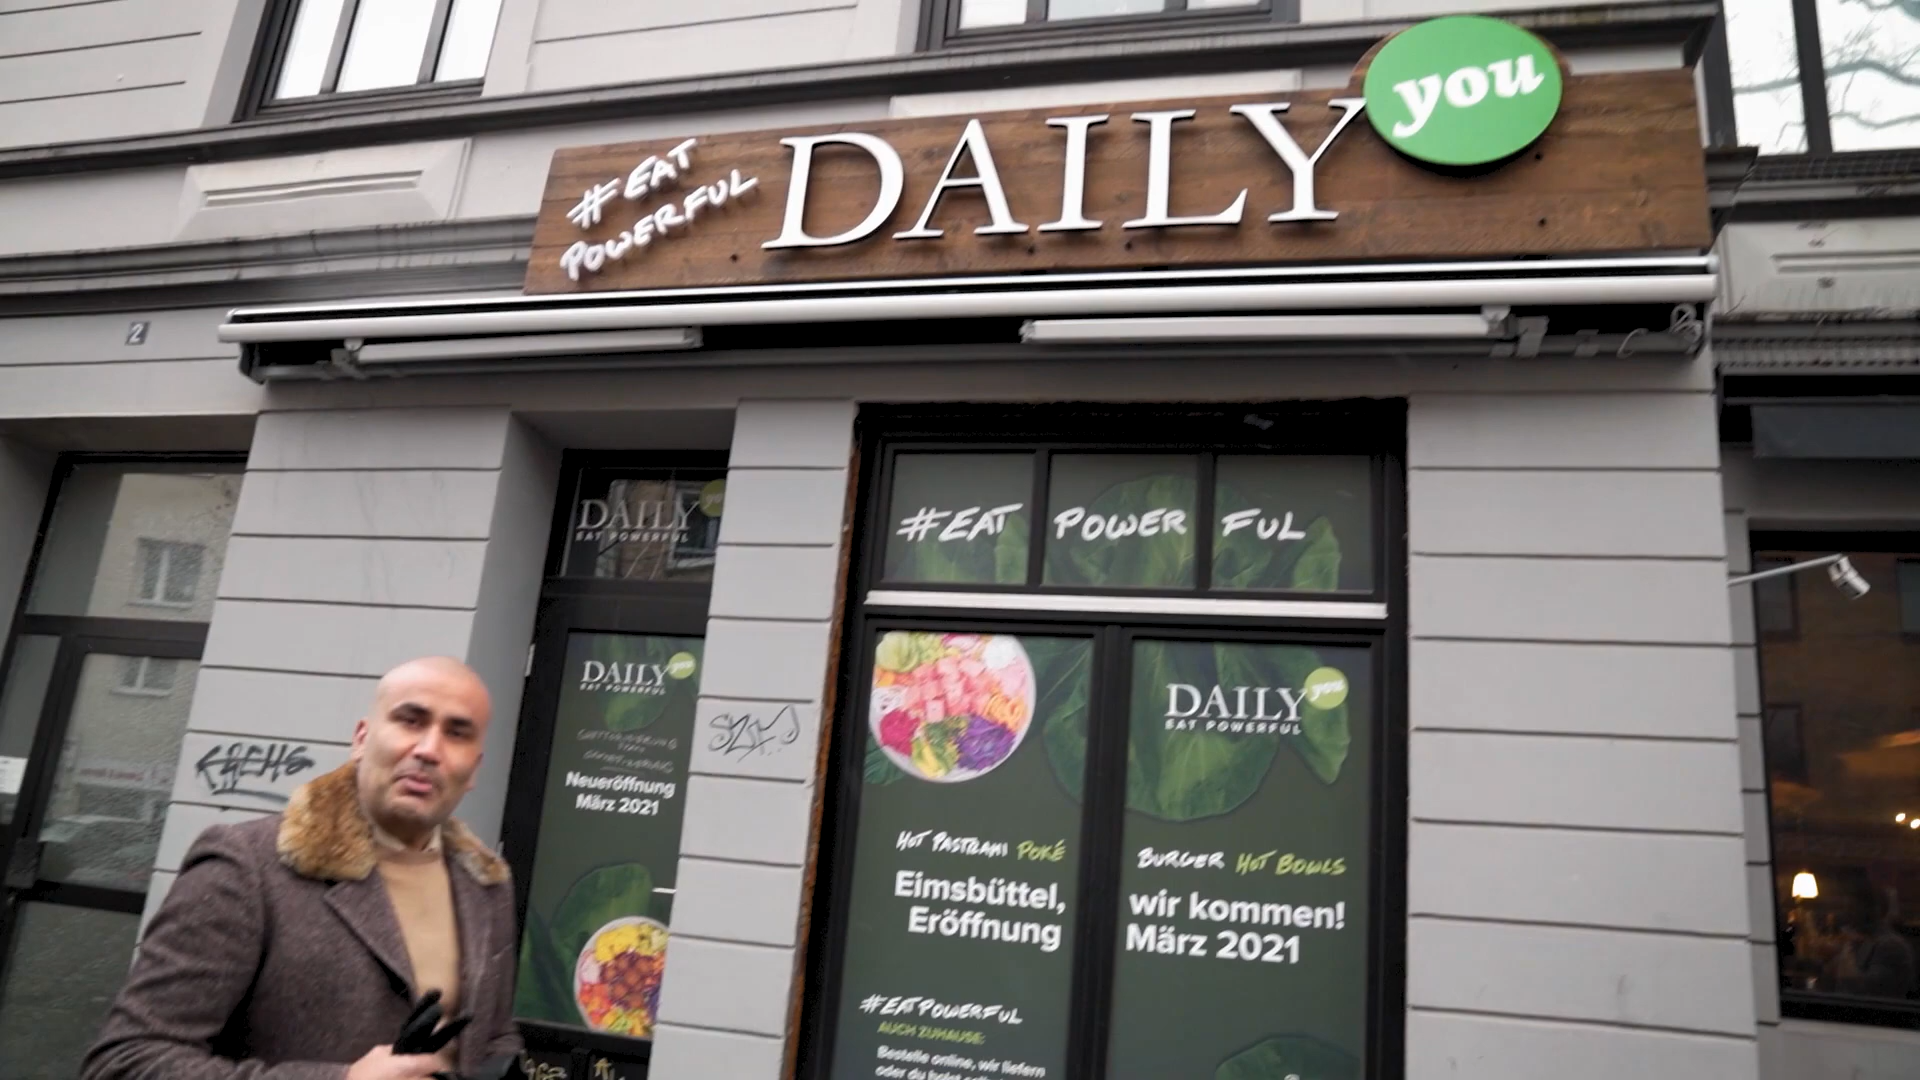 you
#EAT
POWERFUL
DAILY
2
#EAT POWER FUL
DAILY
EAT POWERFUL
DAILY you
EAT POWERFUL
Neueröffnung
März 2021
DAILY you
EAT POWERFUL
HOT PASTRAMI POKÉ
Eimsbüttel,
Eröffnung
BURGER HOT BOWLS
wir kommen!
März 2021
#EATPOWERFUL
AUCH ZUHAUSE:
Bestelle online, wir liefern
oder du